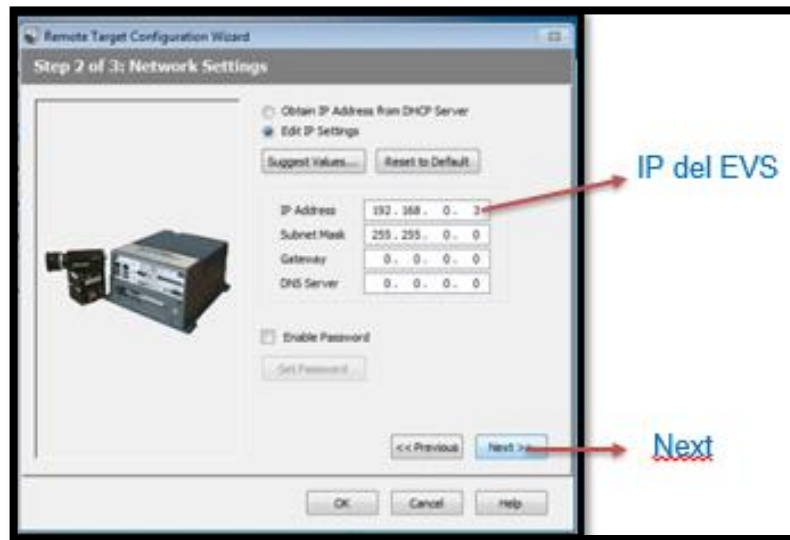 Remote Target Configuration Wizard
Step 2 of 3: Network Settings
Obtain IP Address from DHCP Server
Edit IP Settings
Suggest Values... Reset to Default
IP del EVS
IP Address 192 . 168 . 0 . 3
Subnet Mask 255 . 255 . 0 . 0
Gateway 0 . 0 . 0 . 0
DNS Server 0 . 0 . 0 . 0
Enable Password
Set Password
<< Previous Next >>
Next
OK Cancel Help